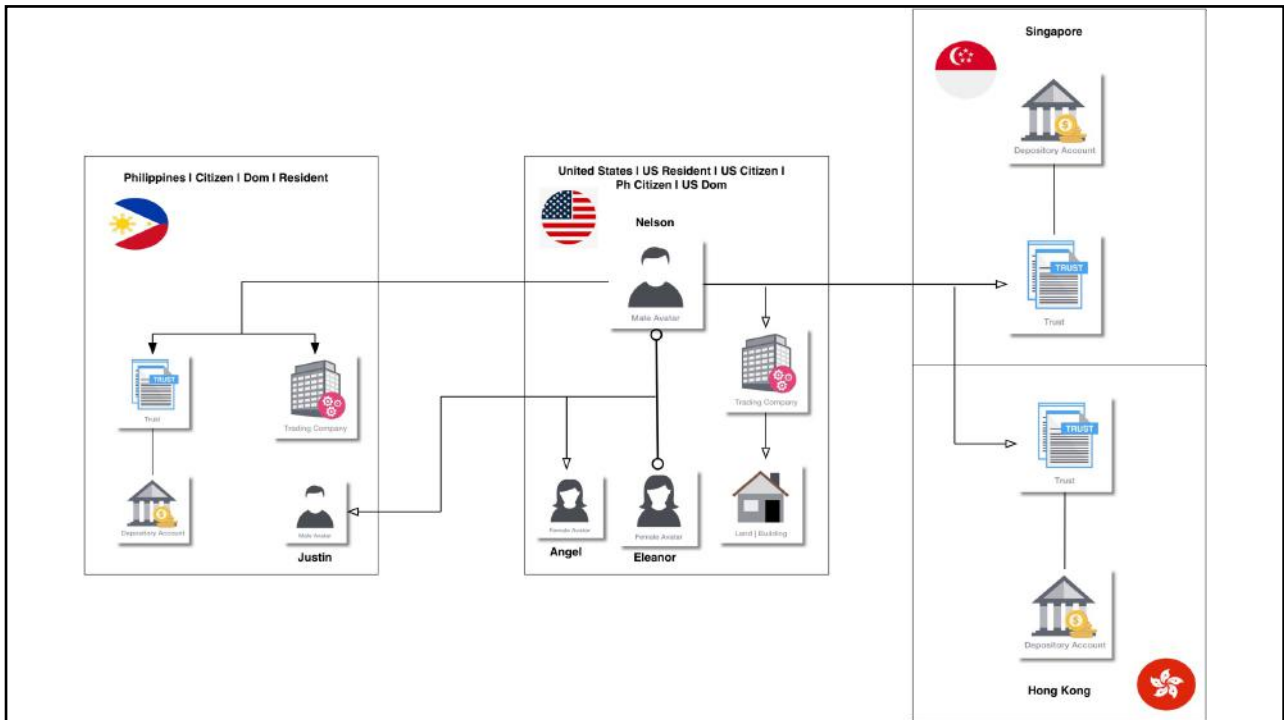 Singapore
Depository Account
TRUST
Trust
Philippines I Citizen I Dom I Resident
TRUST
Trust
Trading Company
Depository Account
Male Avatar
Justin
United States I US Resident I US Citizen I
Ph Citizen I US Dom
Nelson
Male Avatar
Trading Company
Female Avatar
Angel
Female Avatar
Eleanor
Land | Building
TRUST
Trust
Depository Account
Hong Kong